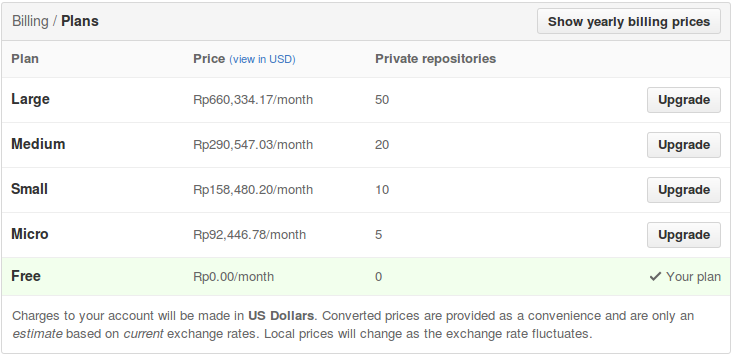 Billing / Plans Show yearly billing prices
Plan Price (view in USD) Private repositories
Large Rp660,334.17/month 50 Upgrade
Medium Rp290,547.03/month 20 Upgrade
Small Rp158,480.20/month 10 Upgrade
Micro Rp92,446.78/month 5 Upgrade
Free Rp0.00/month 0 Your plan
Charges to your account will be made in US Dollars. Converted prices are provided as a convenience and are only an
estimate based on current exchange rates. Local prices will change as the exchange rate fluctuates.